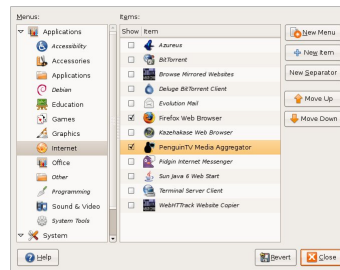 Menus:
Applications
Accessibility
Accessories
Applications
Debian
Education
Games
Graphics
Internet
Office
Other
Programming
Sound & Video
System Tools
System
Items:
Show Item
Azureus
BitTorrent
Browse Mirrored Websites
Deluge BitTorrent Client
Evolution Mail
Firefox Web Browser
Kazehakase Web Browser
PenguinTV Media Aggregator
Pidgin Internet Messenger
Sun Java 6 Web Start
Terminal Server Client
WebHTTrack Website Copier
New Menu
New Item
New Separator
Move Up
Move Down
Help
Revert
Close